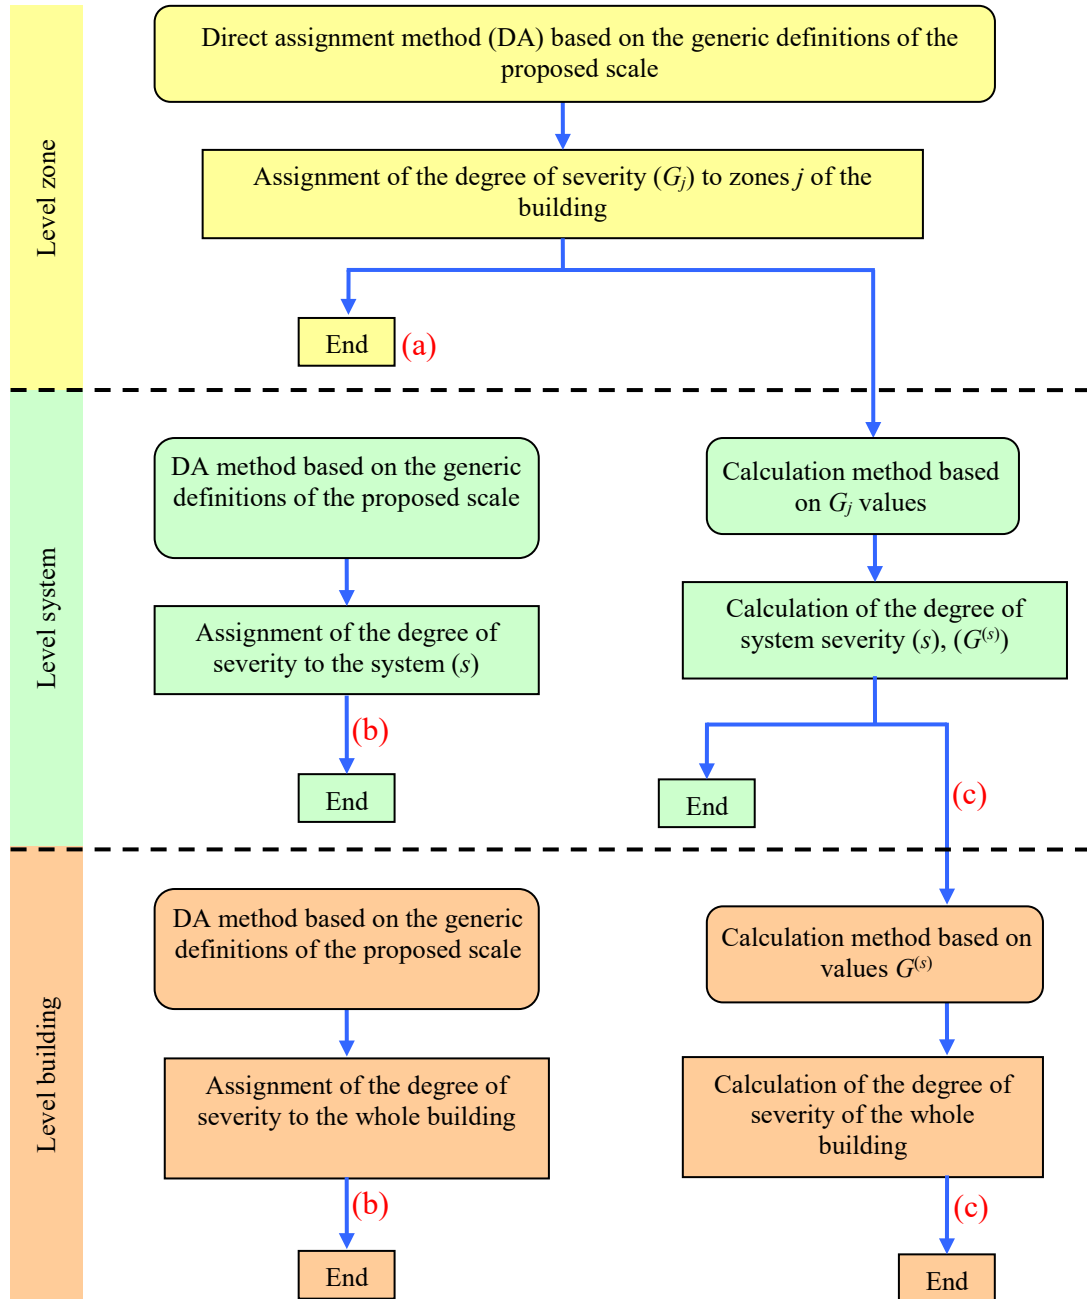 Level zone
Direct assignment method (DA) based on the generic definitions of the
proposed scale
Assignment of the degree of severity (Gj) to zones j of the
building
End
(a)
Level system
DA method based on the generic
definitions of the proposed scale
Assignment of the degree of
severity to the system (s)
(b)
End
Calculation method based
on Gj values
Calculation of the degree of
system severity (s), (G(s))
End
(c)
Level building
DA method based on the generic
definitions of the proposed scale
Assignment of the degree of
severity to the whole building
(b)
End
Calculation method based on
values G(s)
Calculation of the degree of
severity of the whole
building
(c)
End